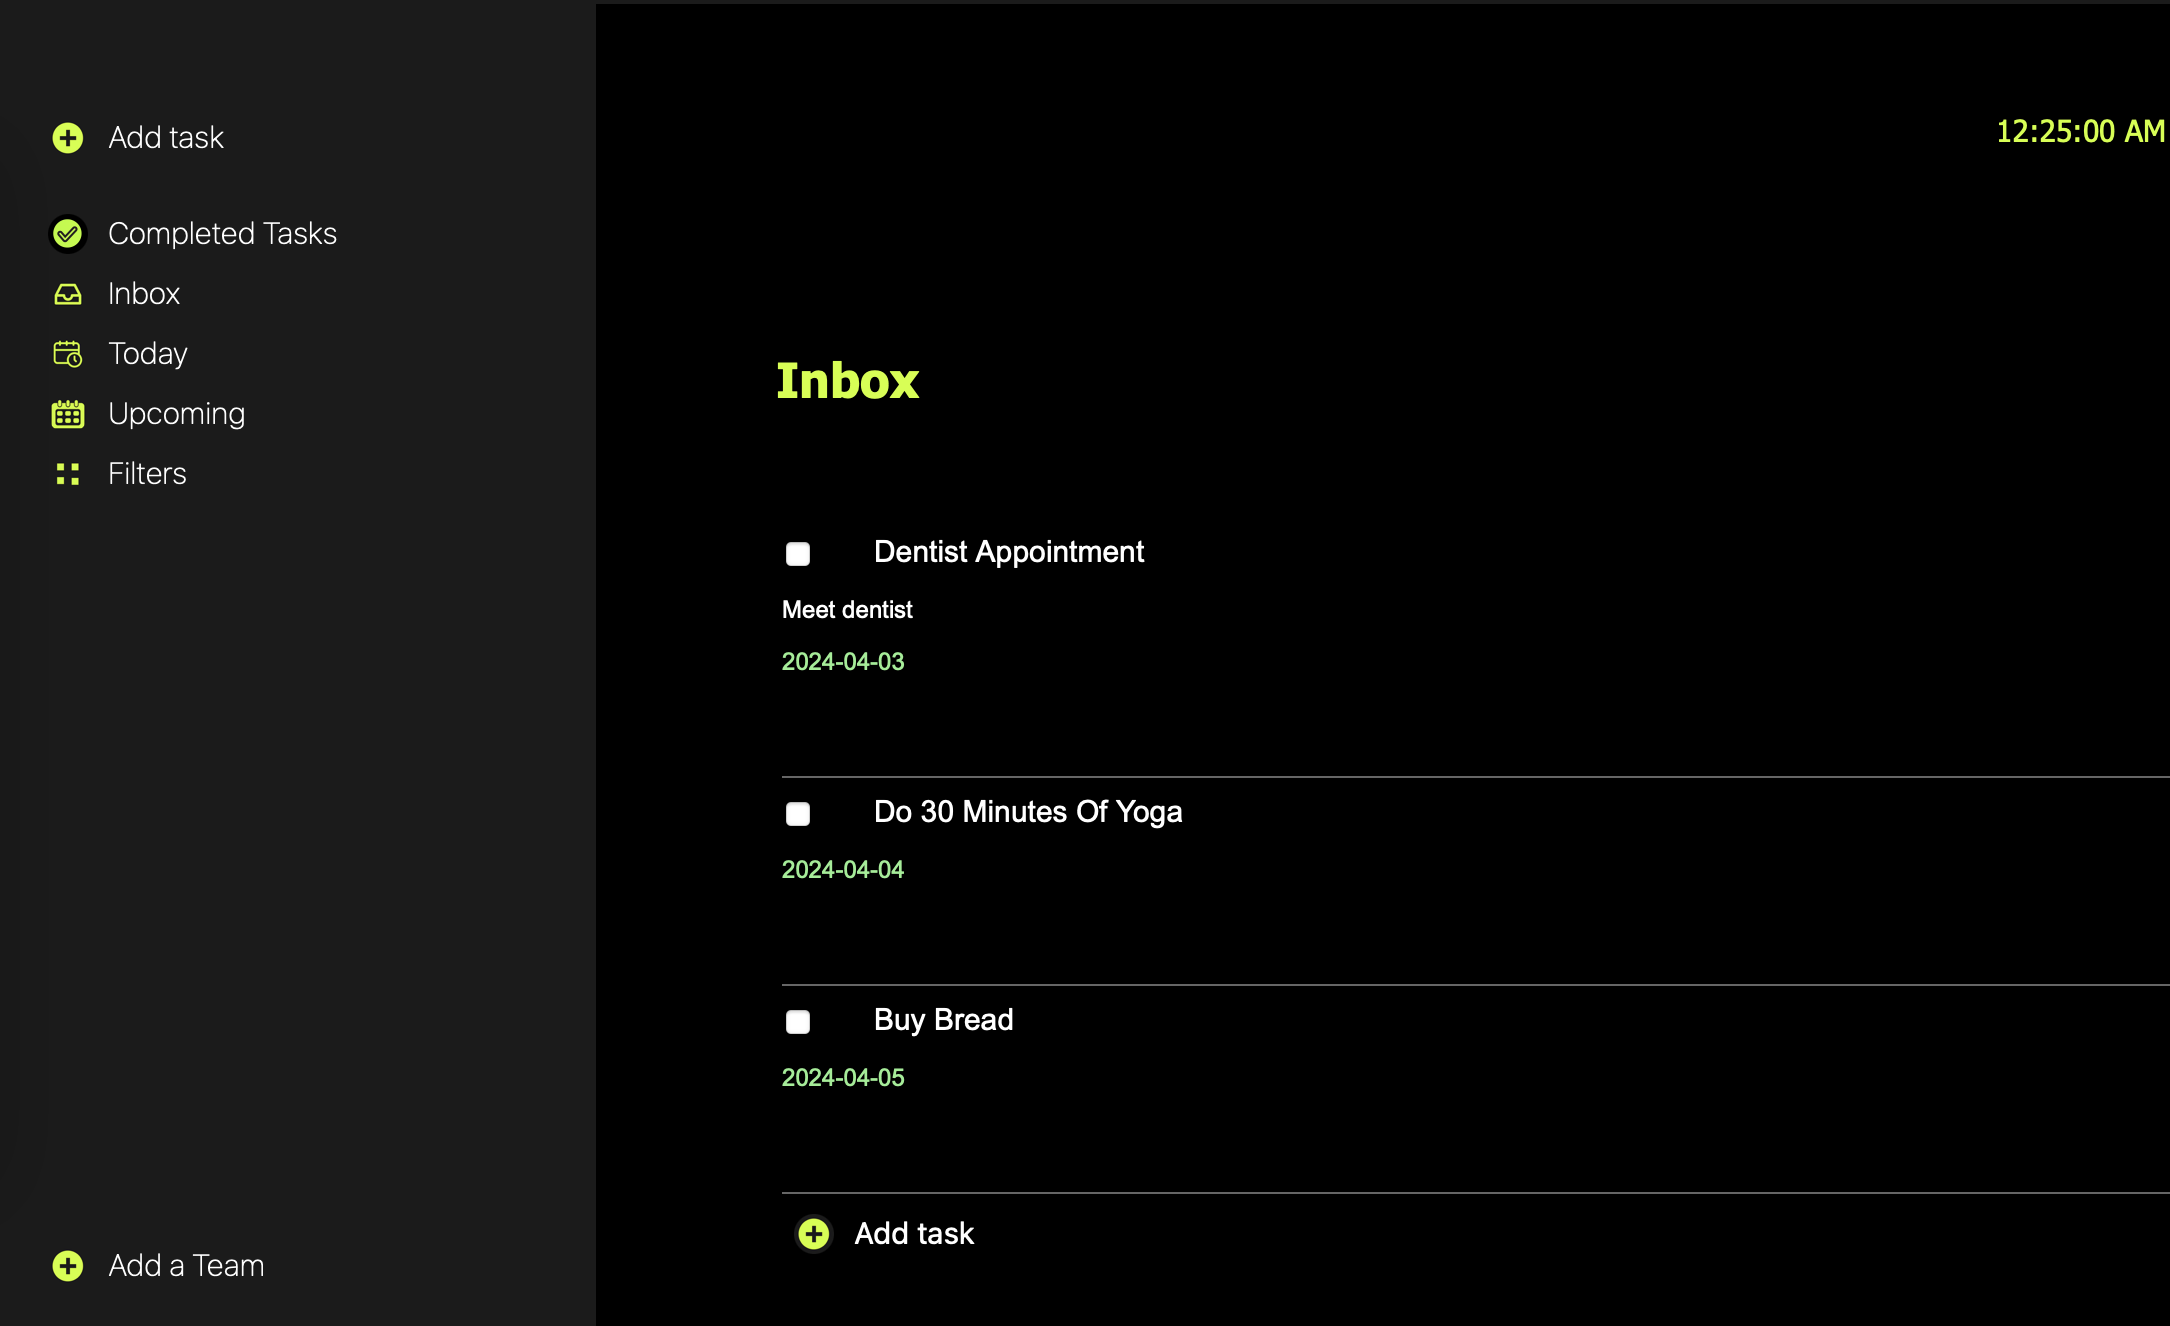 Add task
Completed Tasks
Inbox
Today
Upcoming
Filters
Add a Team
12:25:00 AM
Inbox
Dentist Appointment
Meet dentist
2024-04-03
Do 30 Minutes Of Yoga
2024-04-04
Buy Bread
2024-04-05
Add task